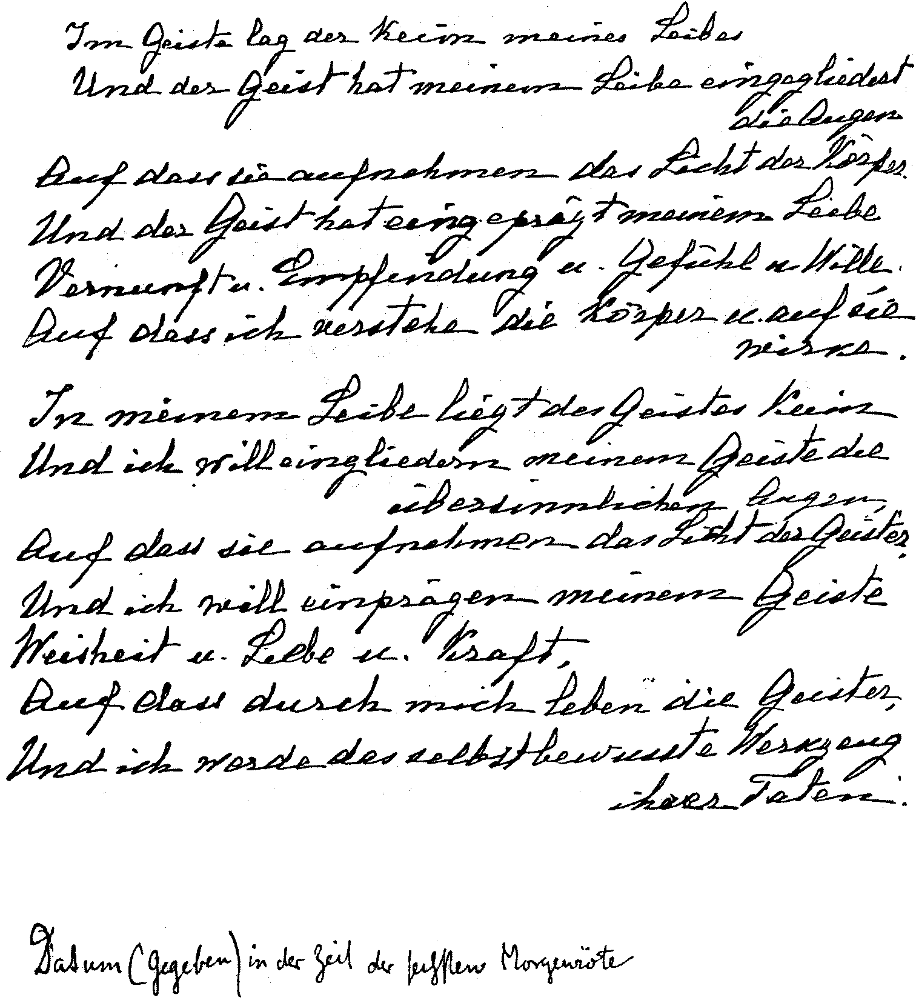 Im Geiste lag der Keim meines Leibes
Und der Geist hat meinem Leibe eingegliedert
die Augen
Auf dass sie aufnehmen das Licht der Körper.
Und der Geist hat eingeprägt meinem Leibe
Vernunft u. Empfindung u. Gefühl u. Wille.
Auf dass ich verstehe die Körper u. auf sie
wirke.
In meinem Leibe liegt des Geistes Keim
Und ich will eingliedern meinem Geiste die
übersinnlichen Augen,
Auf dass sie aufnehmen das Licht der Geister.
Und ich will einprägen meinem Geiste
Weisheit u. Liebe u. Kraft,
Auf dass durch mich leben die Geister,
Und ich werde das selbstbewusste Werkzeug
ihrer Taten.
Datum (Gegeben) in der Zeit der sechsten Morgenröte